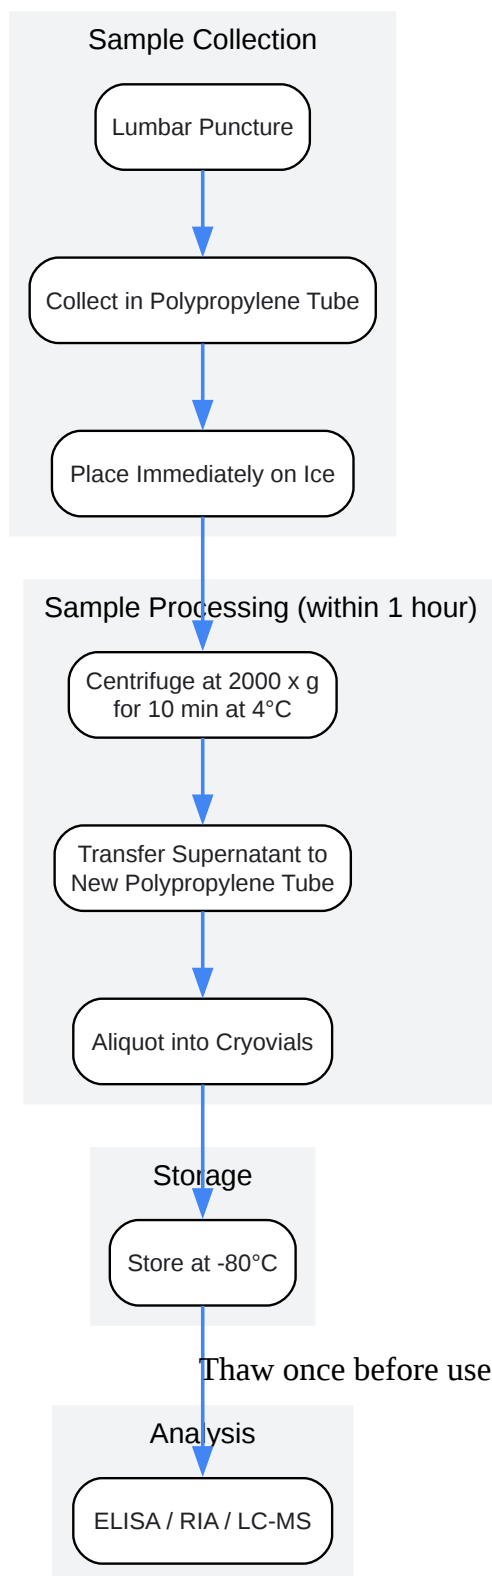 Sample Collection
Lumbar Puncture
Collect in Polypropylene Tube
Place Immediately on Ice
Sample Processing (within 1 hour)
Centrifuge at 2000 x g
for 10 min at 4°C
Transfer Supernatant to
New Polypropylene Tube
Aliquot into Cryovials
Storage
Store at -80°C
Thaw once before use
Analysis
ELISA / RIA / LC-MS